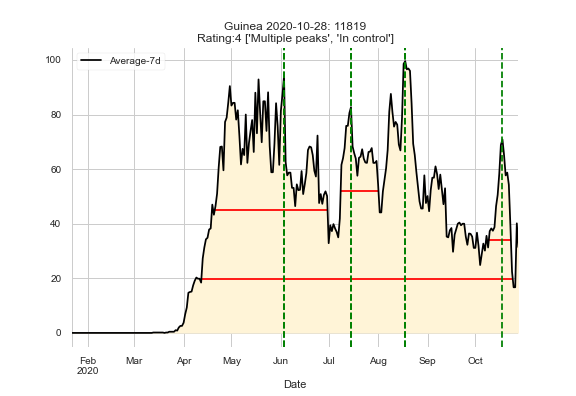 Guinea 2020-10-28: 11819
Rating:4 ['Multiple peaks', 'In control']
Average-7d
100
80
60
40
20
0
Feb Mar Apr May Jun Jul Aug Sep Oct
2020
Date